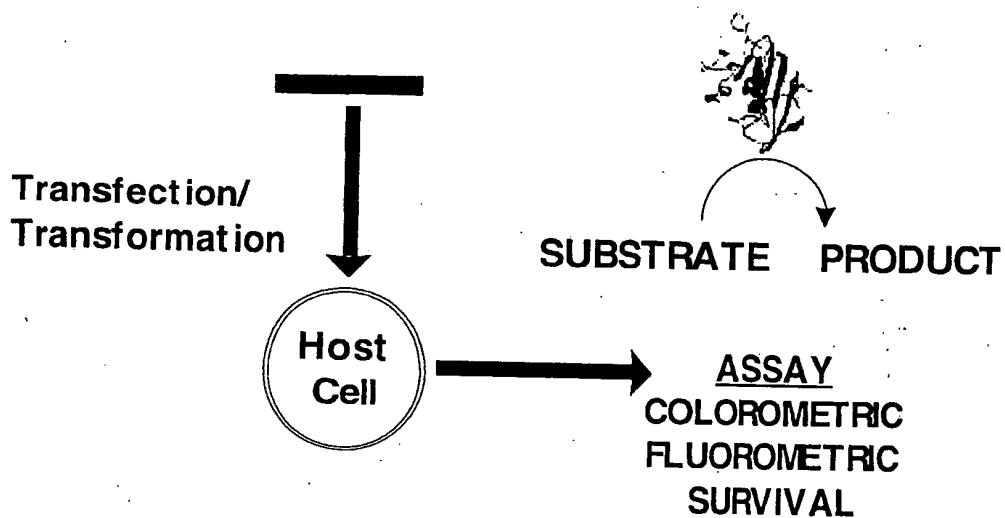 Transfection/
Transformation
SUBSTRATE PRODUCT
Host
Cell
ASSAY
COLOROMETRIC
FLUOROMETRIC
SURVIVAL